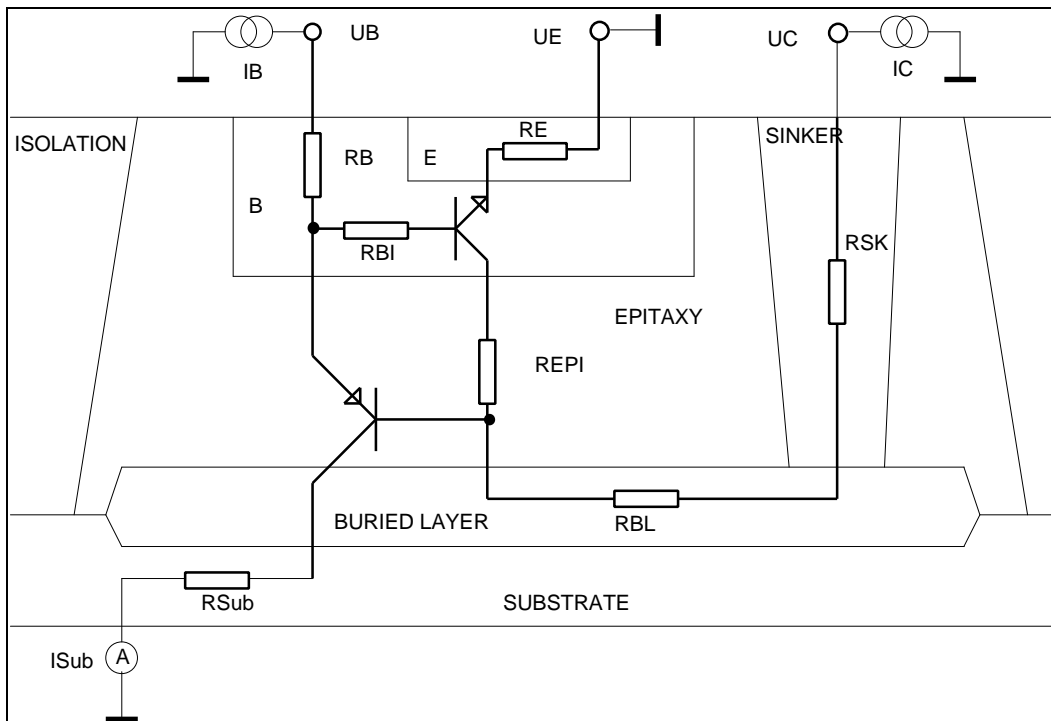 UB
UE
UC
IB
IC
ISOLATION
RB
E
RE
SINKER
B
RBI
RSK
EPITAXY
REPI
BURIED LAYER
RBL
RSub
SUBSTRATE
ISub
A